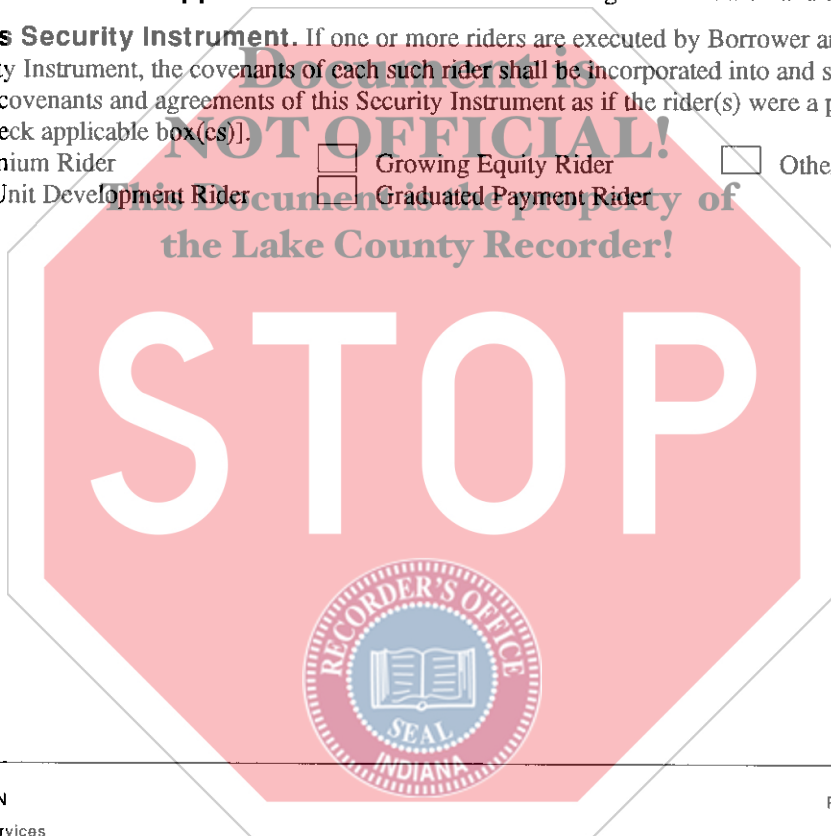 s Security Instrument. If one or more riders are executed by Borrower a
y Instrument, the covenants of each such rider shall be incorporated into and s
covenants and agreements of this Security Instrument as if the rider(s) were a p
eck applicable box(cs)].
nium Rider Growing Equity Rider Othe
Unit Development Rider Graduated Payment Rider
Document is
NOT OFFICIAL!
This Document is the property of
the Lake County Recorder!
STOP
RECORDER'S OFFICE
SEAL
INDIANA
N
rvices